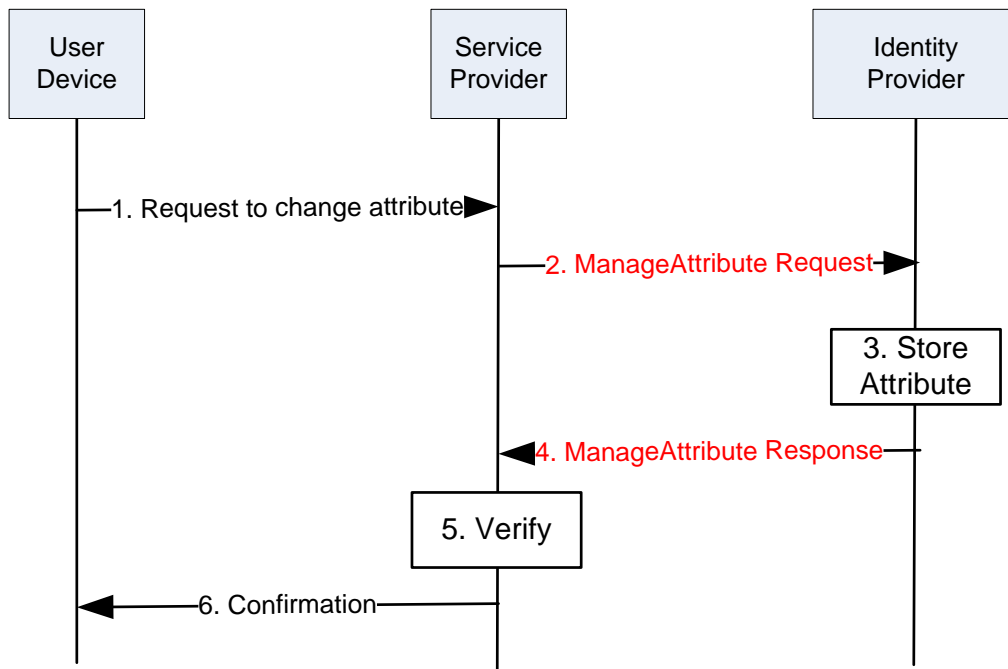 User
Device
Service
Provider
Identity
Provider
1. Request to change attribute
2. ManageAttribute Request
3. Store
Attribute
4. ManageAttribute Response
5. Verify
6. Confirmation